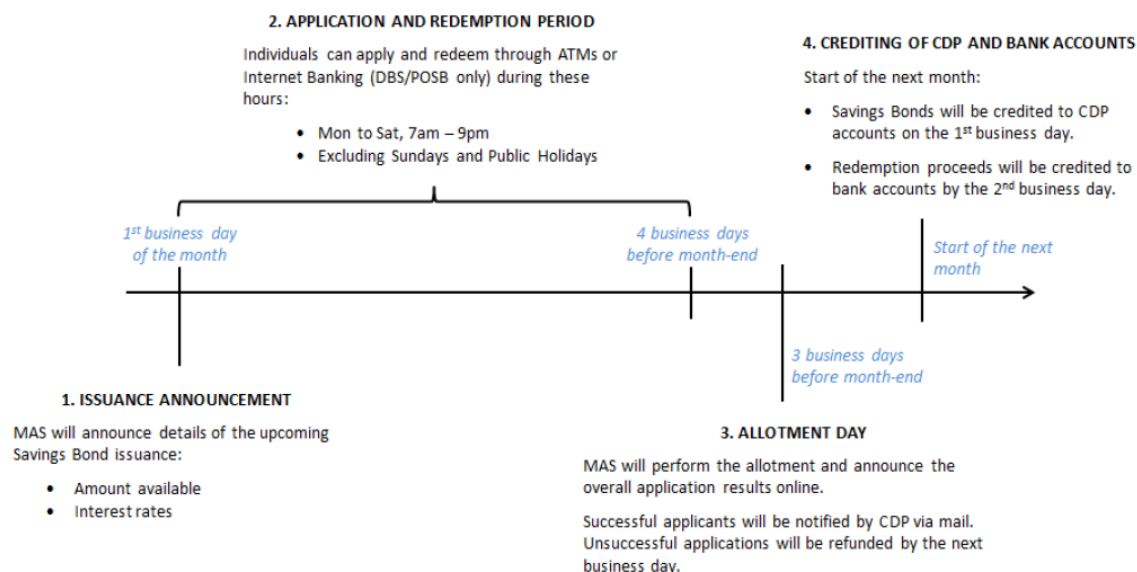 2. APPLICATION AND REDEMPTION PERIOD
Individuals can apply and redeem through ATMs or
Internet Banking (DBS/POSB only) during these
hours:
• Mon to Sat, 7am – 9pm
• Excluding Sundays and Public Holidays
4. CREDITING OF CDP AND BANK ACCOUNTS
Start of the next month:
• Savings Bonds will be credited to CDP
accounts on the 1st business day.
• Redemption proceeds will be credited to
bank accounts by the 2nd business day.
1st business day
of the month
4 business days
before month-end
Start of the next
month
3 business days
before month-end
1. ISSUANCE ANNOUNCEMENT
MAS will announce details of the upcoming
Savings Bond issuance:
• Amount available
• Interest rates
3. ALLOTMENT DAY
MAS will perform the allotment and announce the
overall application results online.
Successful applicants will be notified by CDP via mail.
Unsuccessful applications will be refunded by the next
business day.